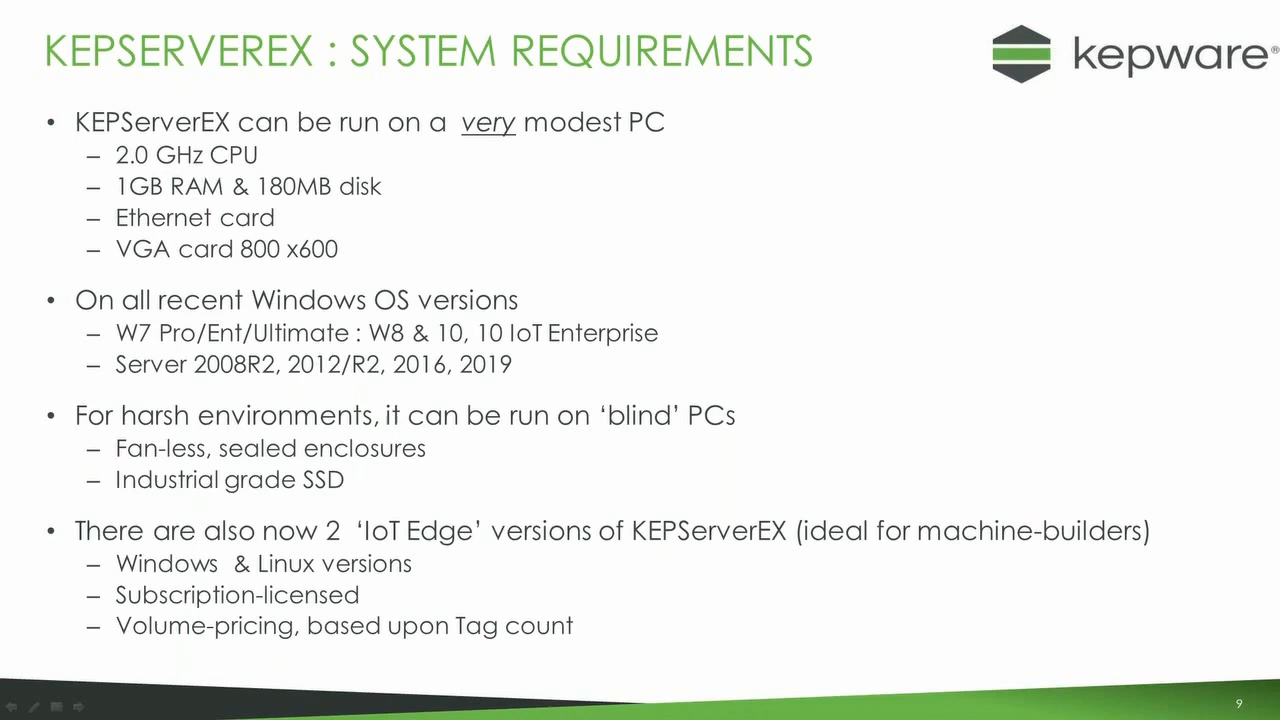 KEPSERVEREX : SYSTEM REQUIREMENTS
kepware®
• KEPServerEX can be run on a very modest PC
– 2.0 GHz CPU
– 1GB RAM & 180MB disk
– Ethernet card
– VGA card 800 x600
• On all recent Windows OS versions
– W7 Pro/Ent/Ultimate : W8 & 10, 10 IoT Enterprise
– Server 2008R2, 2012/R2, 2016, 2019
• For harsh environments, it can be run on ‘blind’ PCs
– Fan-less, sealed enclosures
– Industrial grade SSD
• There are also now 2 ‘IoT Edge’ versions of KEPServerEX (ideal for machine-builders)
– Windows & Linux versions
– Subscription-licensed
– Volume-pricing, based upon Tag count
9